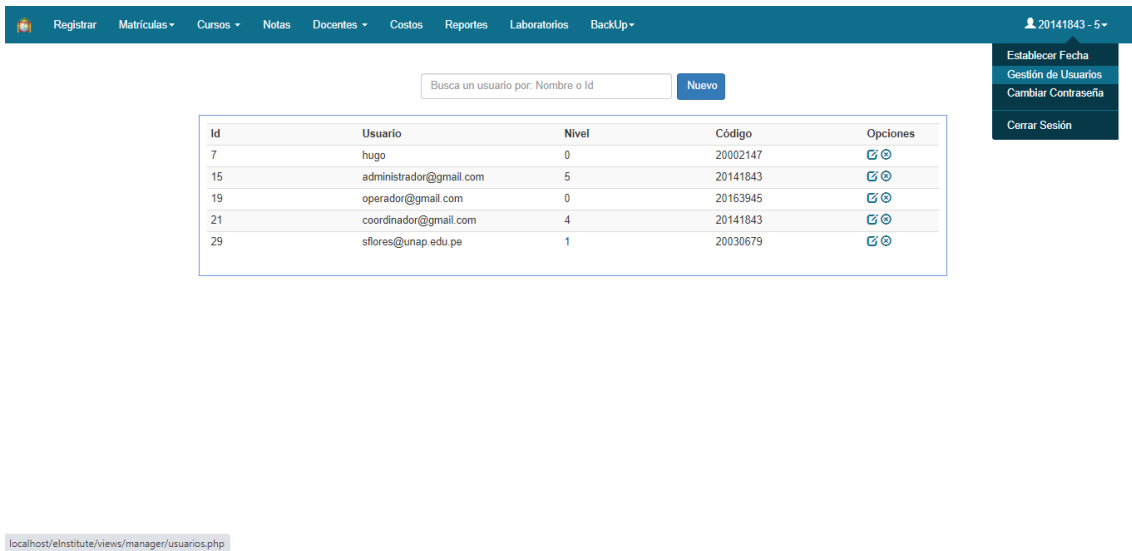 Registrar Matrículas Cursos Notas Docentes Costos Reportes Laboratorios BackUp 20141843 - 5
Establecer Fecha
Gestión de Usuarios
Cambiar Contraseña
Cerrar Sesión
Busca un usuario por: Nombre o Id Nuevo
Id Usuario Nivel Código Opciones
7 hugo 0 20002147
15 administrador@gmail.com 5 20141843
19 operador@gmail.com 0 20163945
21 coordinador@gmail.com 4 20141843
29 sflores@unap.edu.pe 1 20030679
localhost/eInstitute/views/manager/usuarios.php